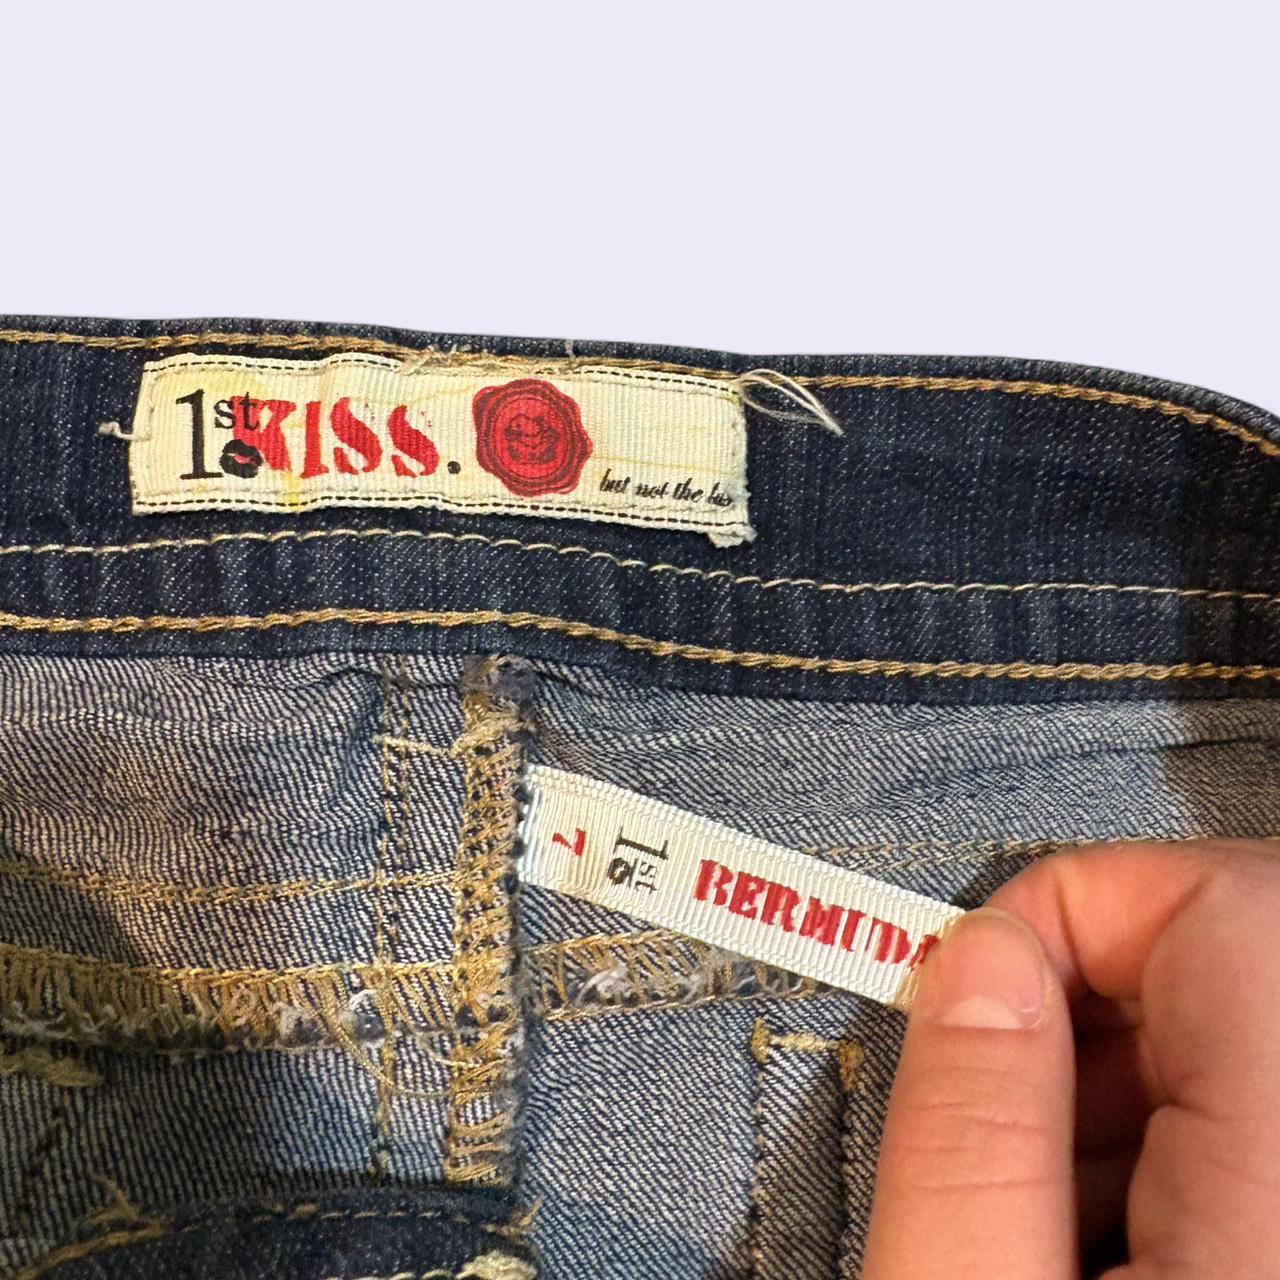 1st KISS.
but not the last
7 1st BERMUDA